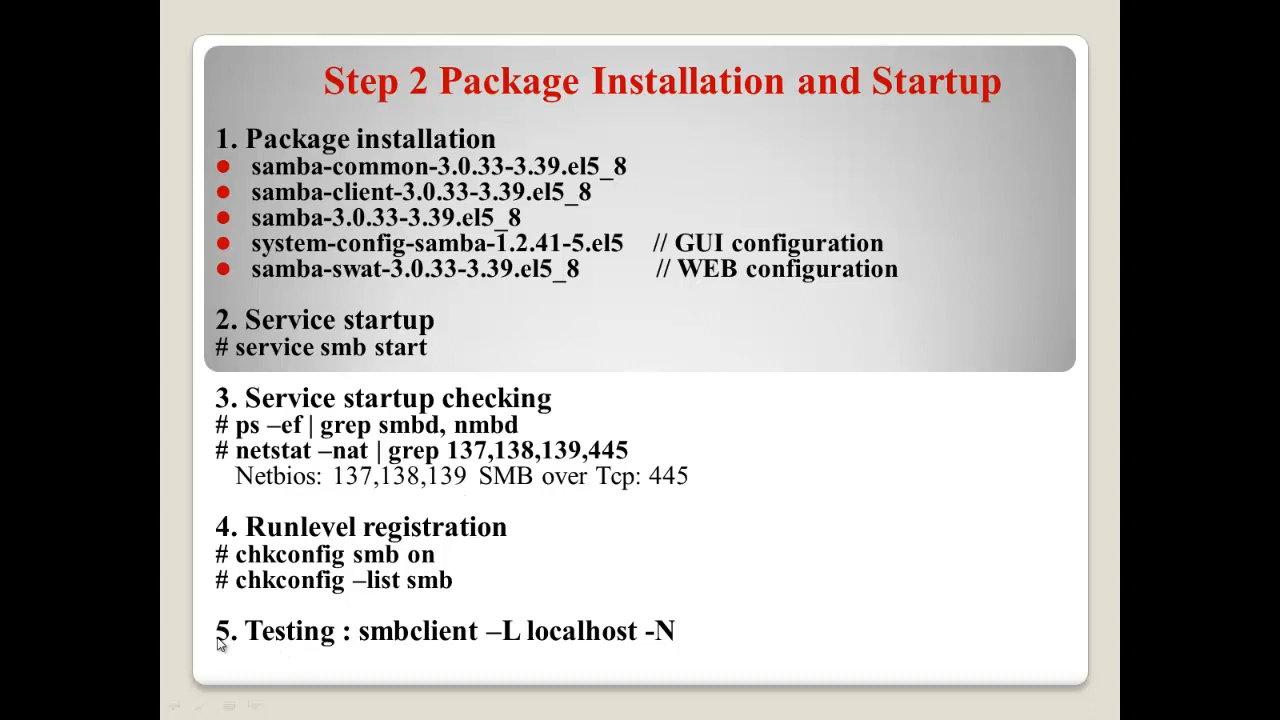 Step 2 Package Installation and Startup
1. Package installation
● samba-common-3.0.33-3.39.el5_8
● samba-client-3.0.33-3.39.el5_8
● samba-3.0.33-3.39.el5_8
● system-config-samba-1.2.41-5.el5 // GUI configuration
● samba-swat-3.0.33-3.39.el5_8 // WEB configuration
2. Service startup
# service smb start
3. Service startup checking
# ps –ef | grep smbd, nmbd
# netstat –nat | grep 137,138,139,445
Netbios: 137,138,139 SMB over Tcp: 445
4. Runlevel registration
# chkconfig smb on
# chkconfig –list smb
5. Testing : smbclient –L localhost -N